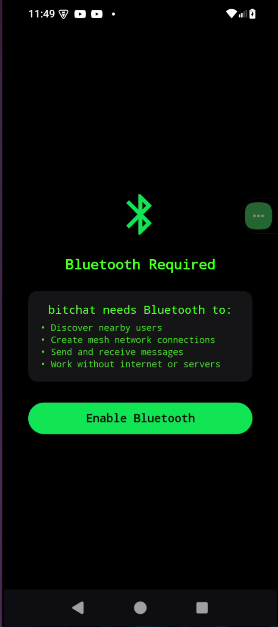 11:49
Bluetooth Required
bitchat needs Bluetooth to:
• Discover nearby users
• Create mesh network connections
• Send and receive messages
• Work without internet or servers
Enable Bluetooth